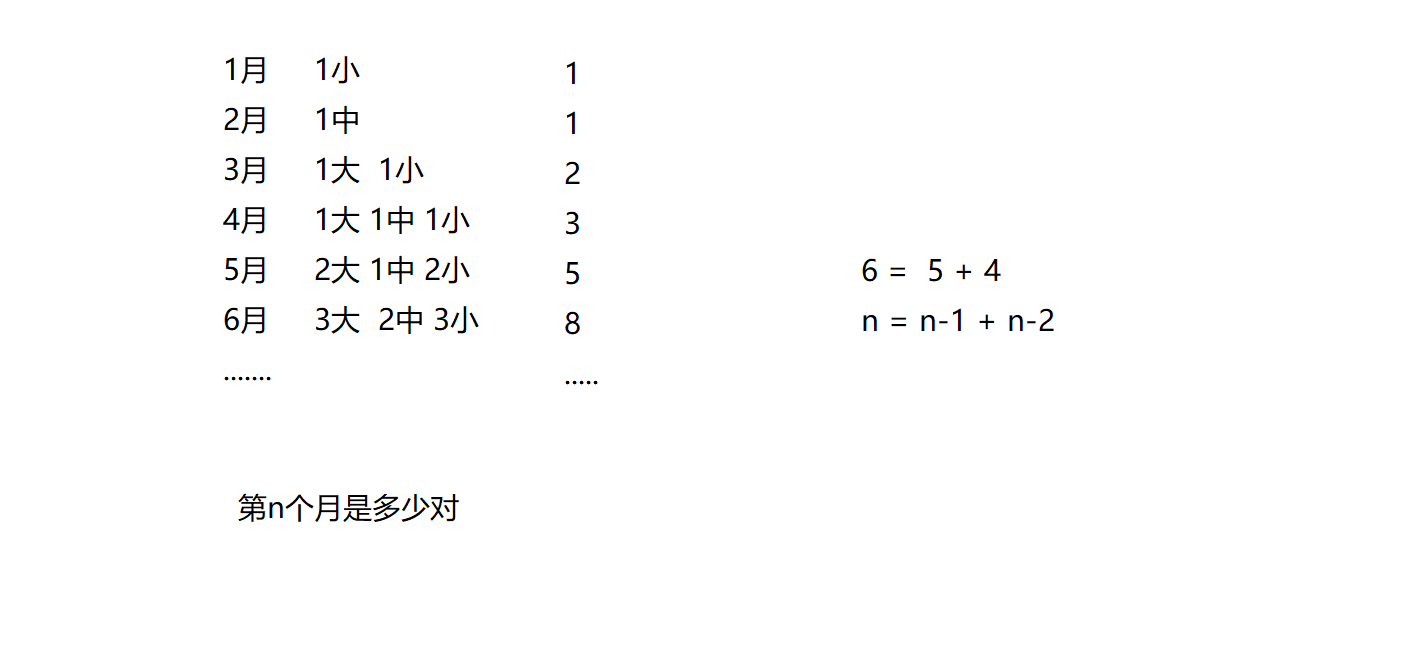 1月 1小 1
2月 1中 1
3月 1大 1小 2
4月 1大 1中 1小 3
5月 2大 1中 2小 5 6 = 5 + 4
6月 3大 2中 3小 8 n = n-1 + n-2
....... .....
第n个月是多少对